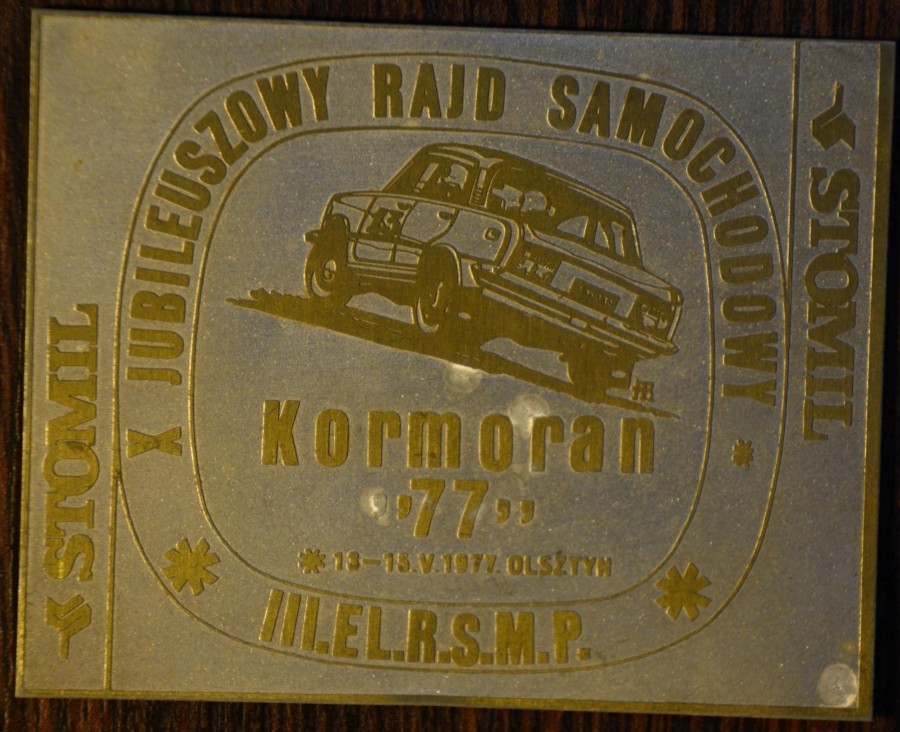 X JUBILEUSZOWY RAJD SAMOCHODOWY
STOMIL
STOMIL
Kormoran
"77"
13-15.V.1977. OLSZTYN
III.EL.R.S.M.P.